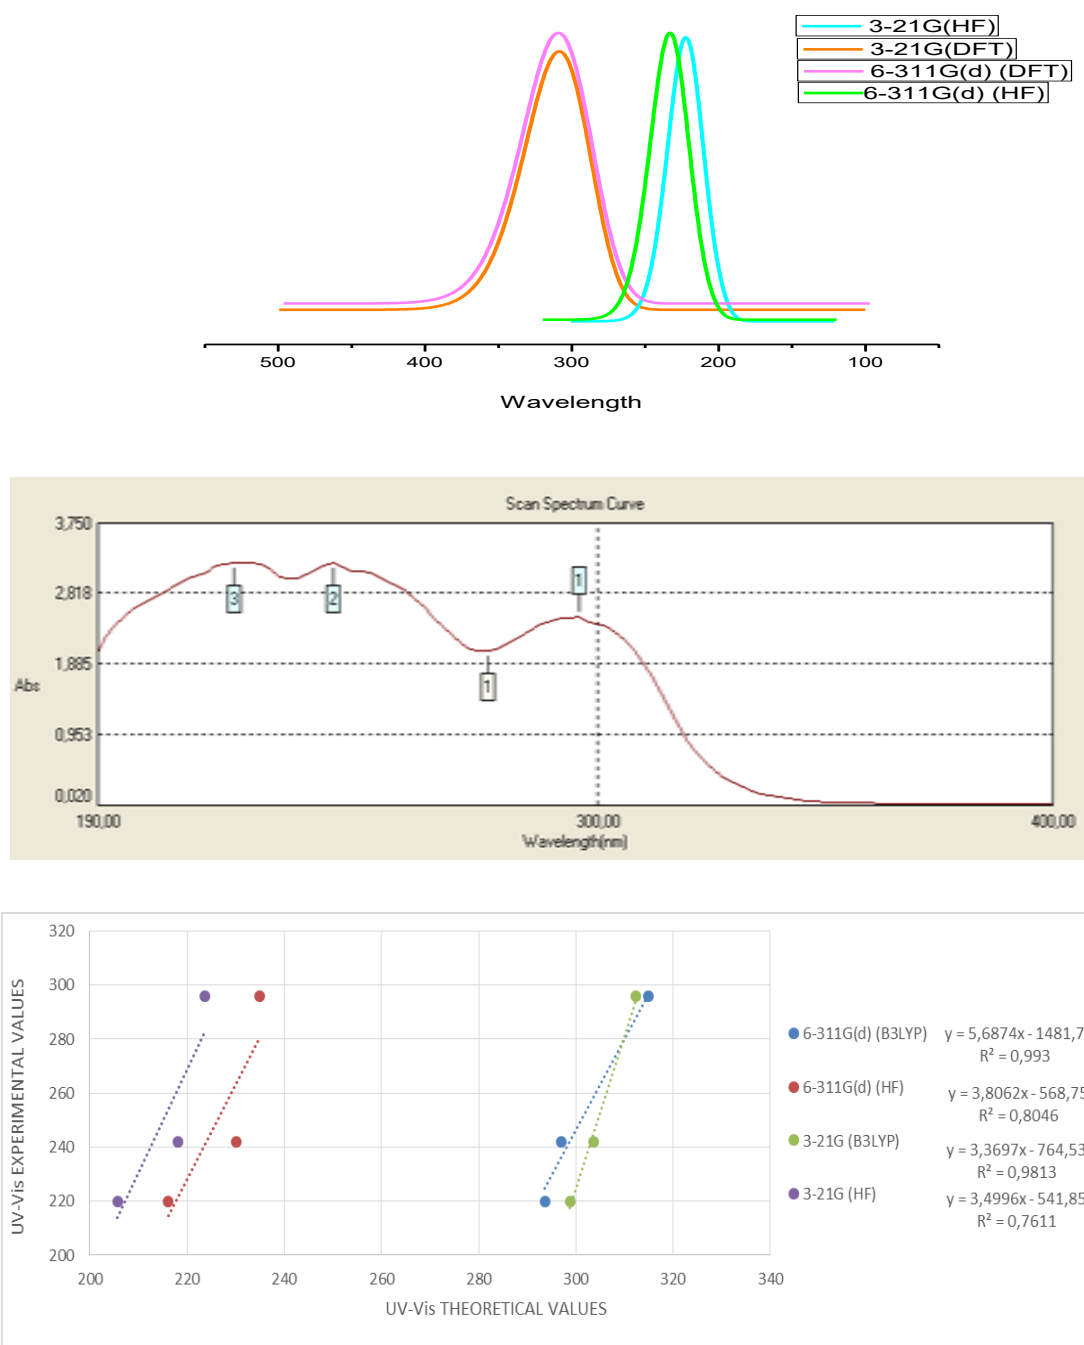 3-21G(HF)
3-21G(DFT)
6-311G(d) (DFT)
6-311G(d) (HF)
500 400 300 200 100
Wavelength
Scan Spectrum Curve
3,750
2,818
1,885
Abs
0,953
0,020
3
2
1
1
190,00 300,00 400,00
Wavelength(nm)
UV-Vis EXPERIMENTAL VALUES
320
300
280
260
240
220
200
200 220 240 260 280 300 320 340
UV-Vis THEORETICAL VALUES
6-311G(d) (B3LYP) y = 5,6874x - 1481,7
R² = 0,993
6-311G(d) (HF) y = 3,8062x - 568,75
R² = 0,8046
3-21G (B3LYP) y = 3,3697x - 764,53
R² = 0,9813
3-21G (HF) y = 3,4996x - 541,85
R² = 0,7611